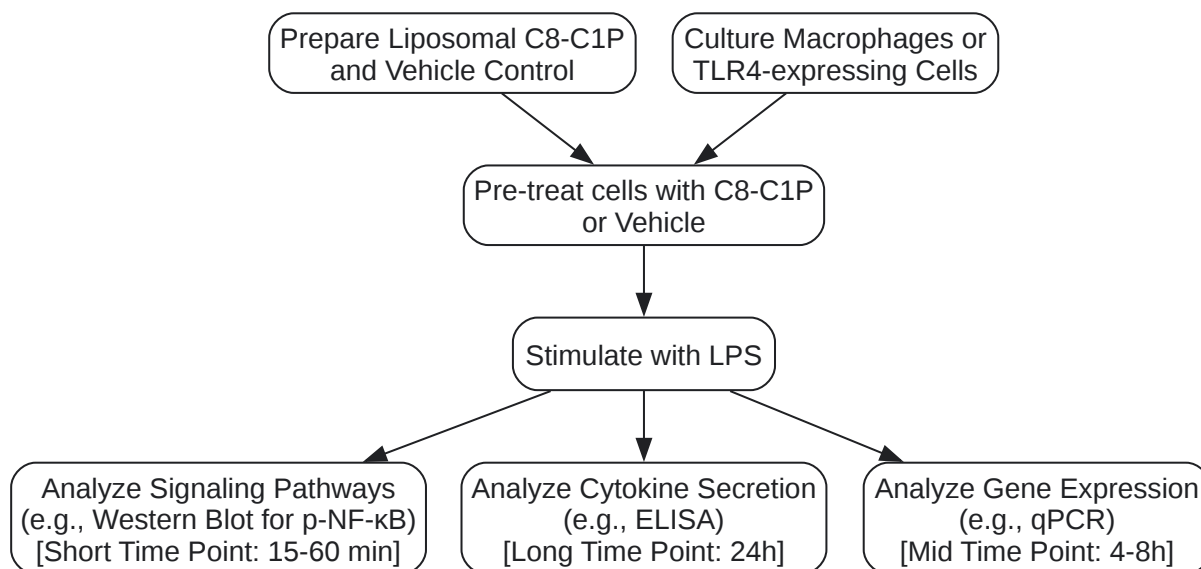 Prepare Liposomal C8-C1P
and Vehicle Control
Culture Macrophages or
TLR4-expressing Cells
Pre-treat cells with C8-C1P
or Vehicle
Stimulate with LPS
Analyze Signaling Pathways
(e.g., Western Blot for p-NF-κB)
[Short Time Point: 15-60 min]
Analyze Cytokine Secretion
(e.g., ELISA)
[Long Time Point: 24h]
Analyze Gene Expression
(e.g., qPCR)
[Mid Time Point: 4-8h]